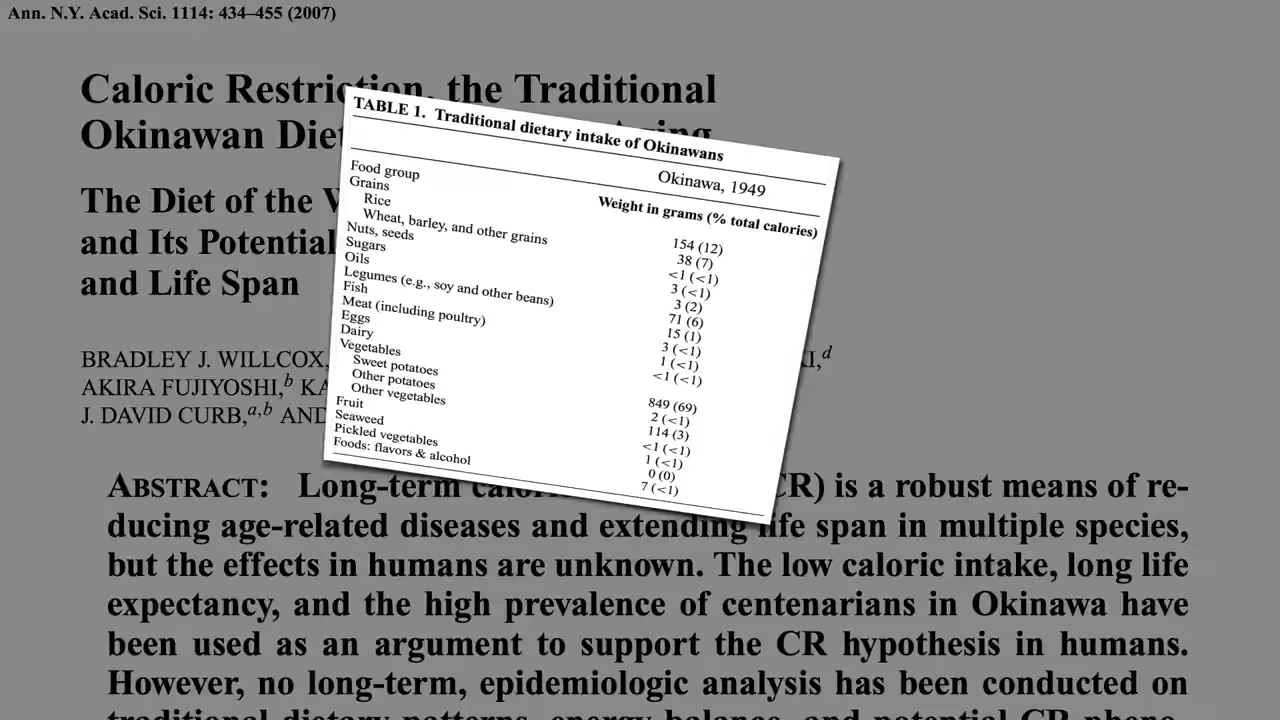 Ann. N.Y. Acad. Sci. 1114: 434–455 (2007)
Caloric Restriction, the Traditional
Okinawan Diet
The Diet of the
and Its Potential
and Life Span
BRADLEY J. WILLCOX,
AKIRA FUJIYOSHI,b
J. DAVID CURB,a,b AND
TABLE 1. Traditional dietary intake of Okinawans
Okinawa, 1949
Food group Weight in grams (% total calories)
Grains
Rice 154 (12)
Wheat, barley, and other grains 38 (7)
Nuts, seeds <1 (<1)
Sugars 3 (<1)
Oils 3 (2)
Legumes (e.g., soy and other beans) 71 (6)
Fish 15 (1)
Meat (including poultry) 3 (<1)
Eggs 1 (<1)
Dairy <1 (<1)
Vegetables
Sweet potatoes 849 (69)
Other potatoes 2 (<1)
Other vegetables 114 (3)
Fruit <1 (<1)
Seaweed 1 (<1)
Pickled vegetables 0 (0)
Foods: flavors & alcohol 7 (<1)
ABSTRACT: Long-term CR) is a robust means of re-
ducing age-related diseases and extending life span in multiple species,
but the effects in humans are unknown. The low caloric intake, long life
expectancy, and the high prevalence of centenarians in Okinawa have
been used as an argument to support the CR hypothesis in humans.
However, no long-term, epidemiologic analysis has been conducted on